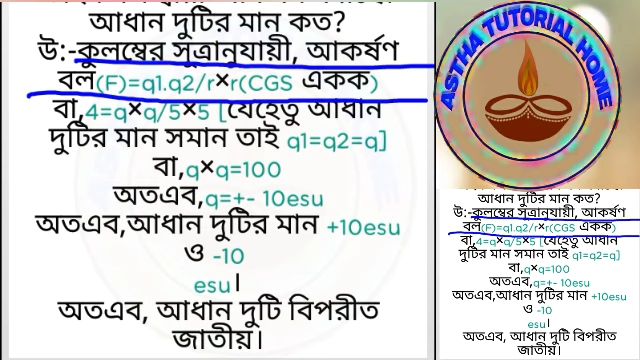 আধান দুটির মান কত?
উ:-কুলম্বের সুত্রানুযায়ী, আকর্ষণ
বল(F)=q1.q2/r×r(CGS একক)
বা,4=q×q/5×5 [যেহেতু আধান
দুটির মান সমান তাই q1=q2=q]
বা,q×q=100
অতএব,q=+- 10esu
অতএব,আধান দুটির মান +10esu
ও -10
esu।
অতএব, আধান দুটি বিপরীত
জাতীয়।
ASTHA TUTORIAL HOME
আধান দুটির মান কত?
উ:-কুলম্বের সুত্রানুযায়ী, আকর্ষণ
বল(F)=q1.q2/r×r(CGS একক)
বা,4=q×q/5×5 [যেহেতু আধান
দুটির মান সমান তাই q1=q2=q]
বা,q×q=100
অতএব,q=+- 10esu
অতএব,আধান দুটির মান +10esu
ও -10
esu।
অতএব, আধান দুটি বিপরীত
জাতীয়।